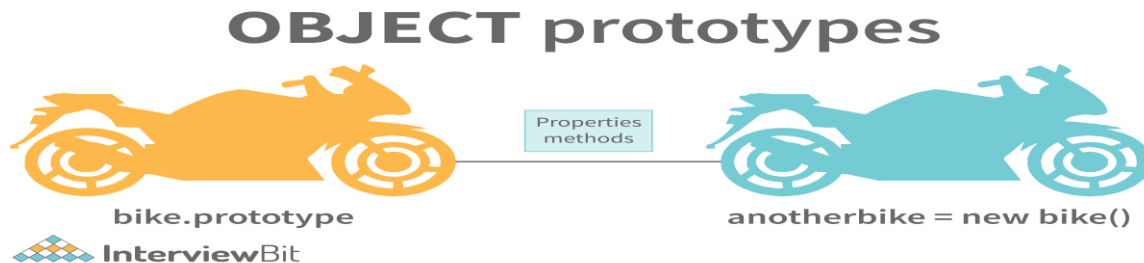 OBJECT prototypes
Properties
methods
bike.prototype
anotherbike = new bike()
InterviewBit